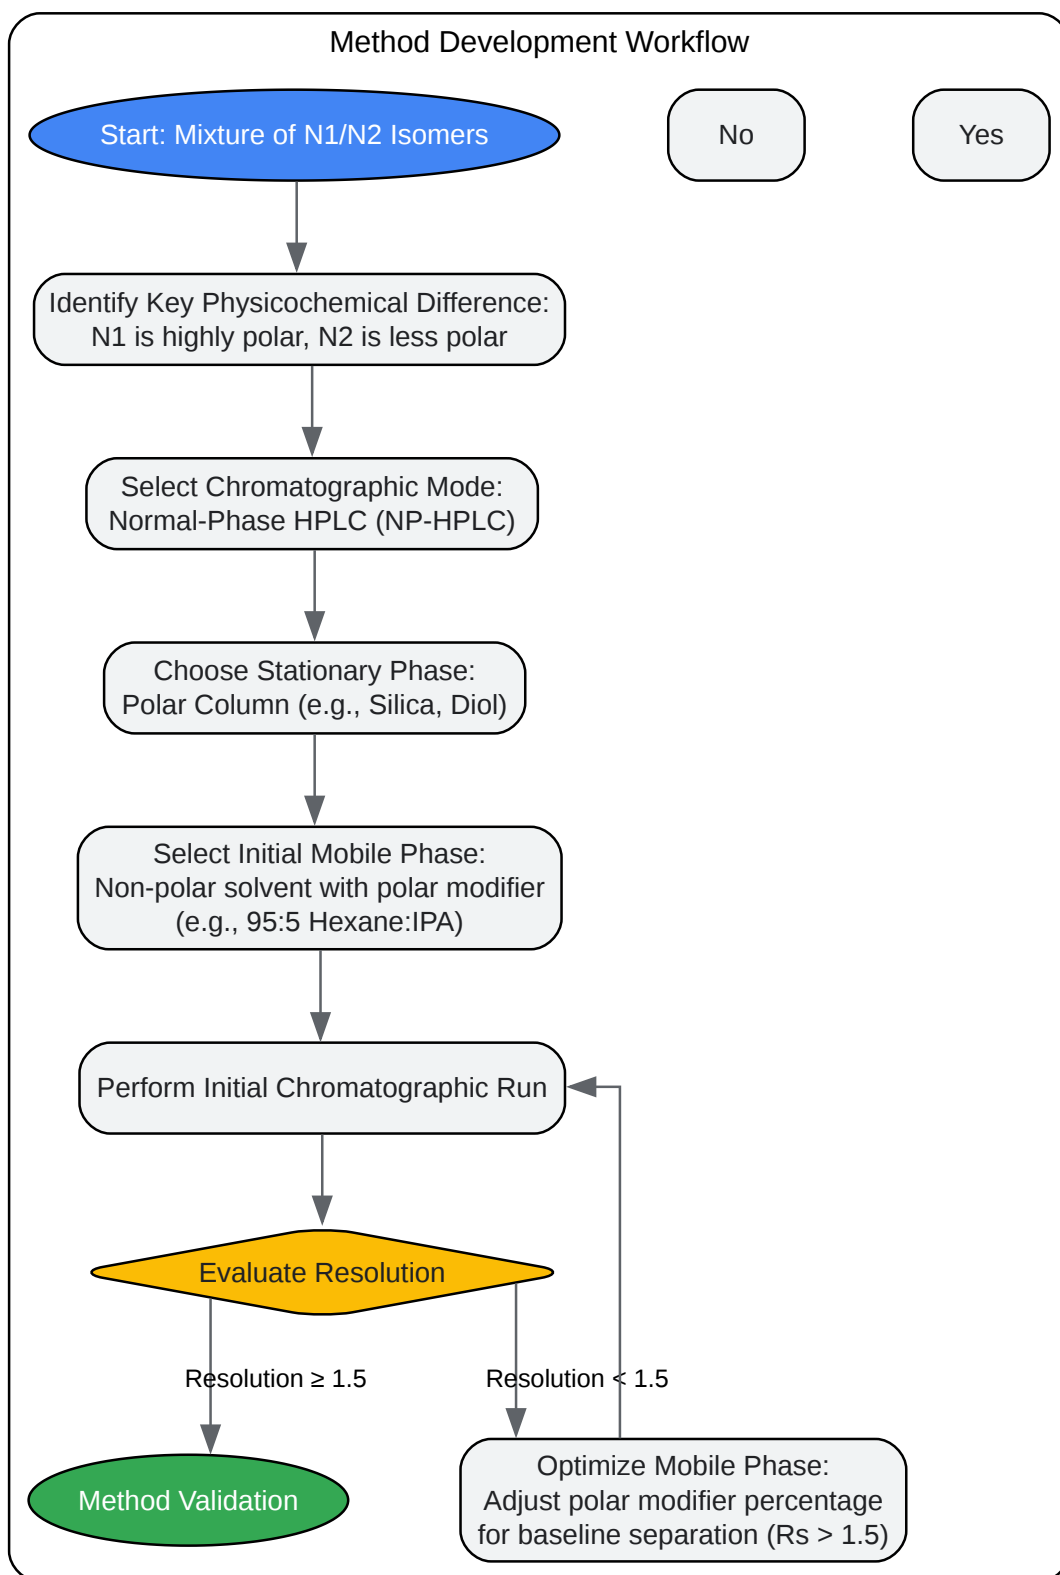 Method Development Workflow
Start: Mixture of N1/N2 Isomers
No
Yes
Identify Key Physicochemical Difference:
N1 is highly polar, N2 is less polar
Select Chromatographic Mode:
Normal-Phase HPLC (NP-HPLC)
Choose Stationary Phase:
Polar Column (e.g., Silica, Diol)
Select Initial Mobile Phase:
Non-polar solvent with polar modifier
(e.g., 95:5 Hexane:IPA)
Perform Initial Chromatographic Run
Evaluate Resolution
Resolution ≥ 1.5
Resolution < 1.5
Method Validation
Optimize Mobile Phase:
Adjust polar modifier percentage
for baseline separation (Rs > 1.5)